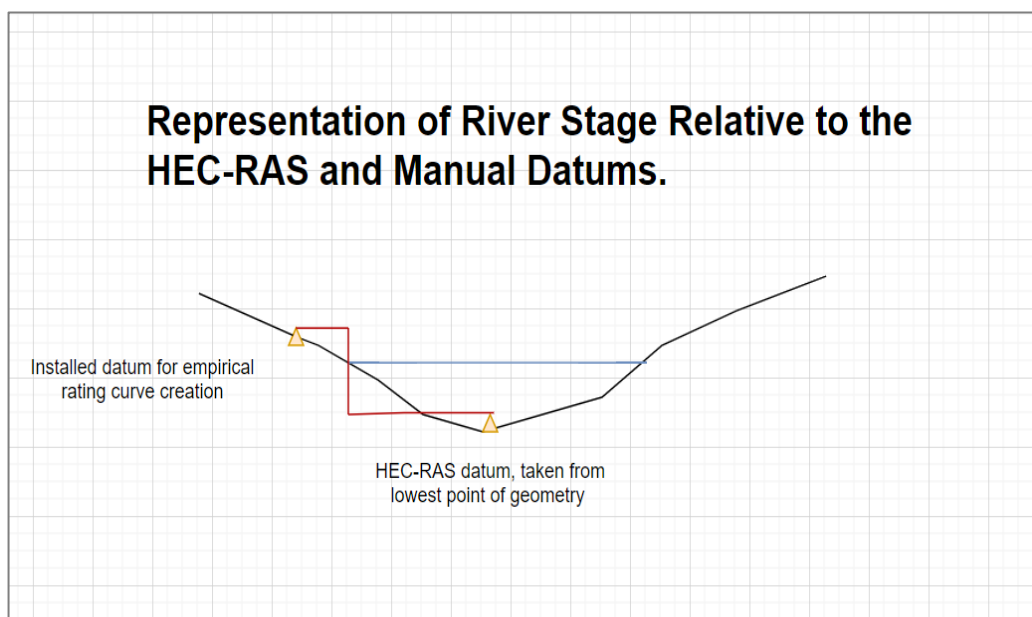 Representation of River Stage Relative to the
HEC-RAS and Manual Datums.
Installed datum for empirical
rating curve creation
HEC-RAS datum, taken from
lowest point of geometry